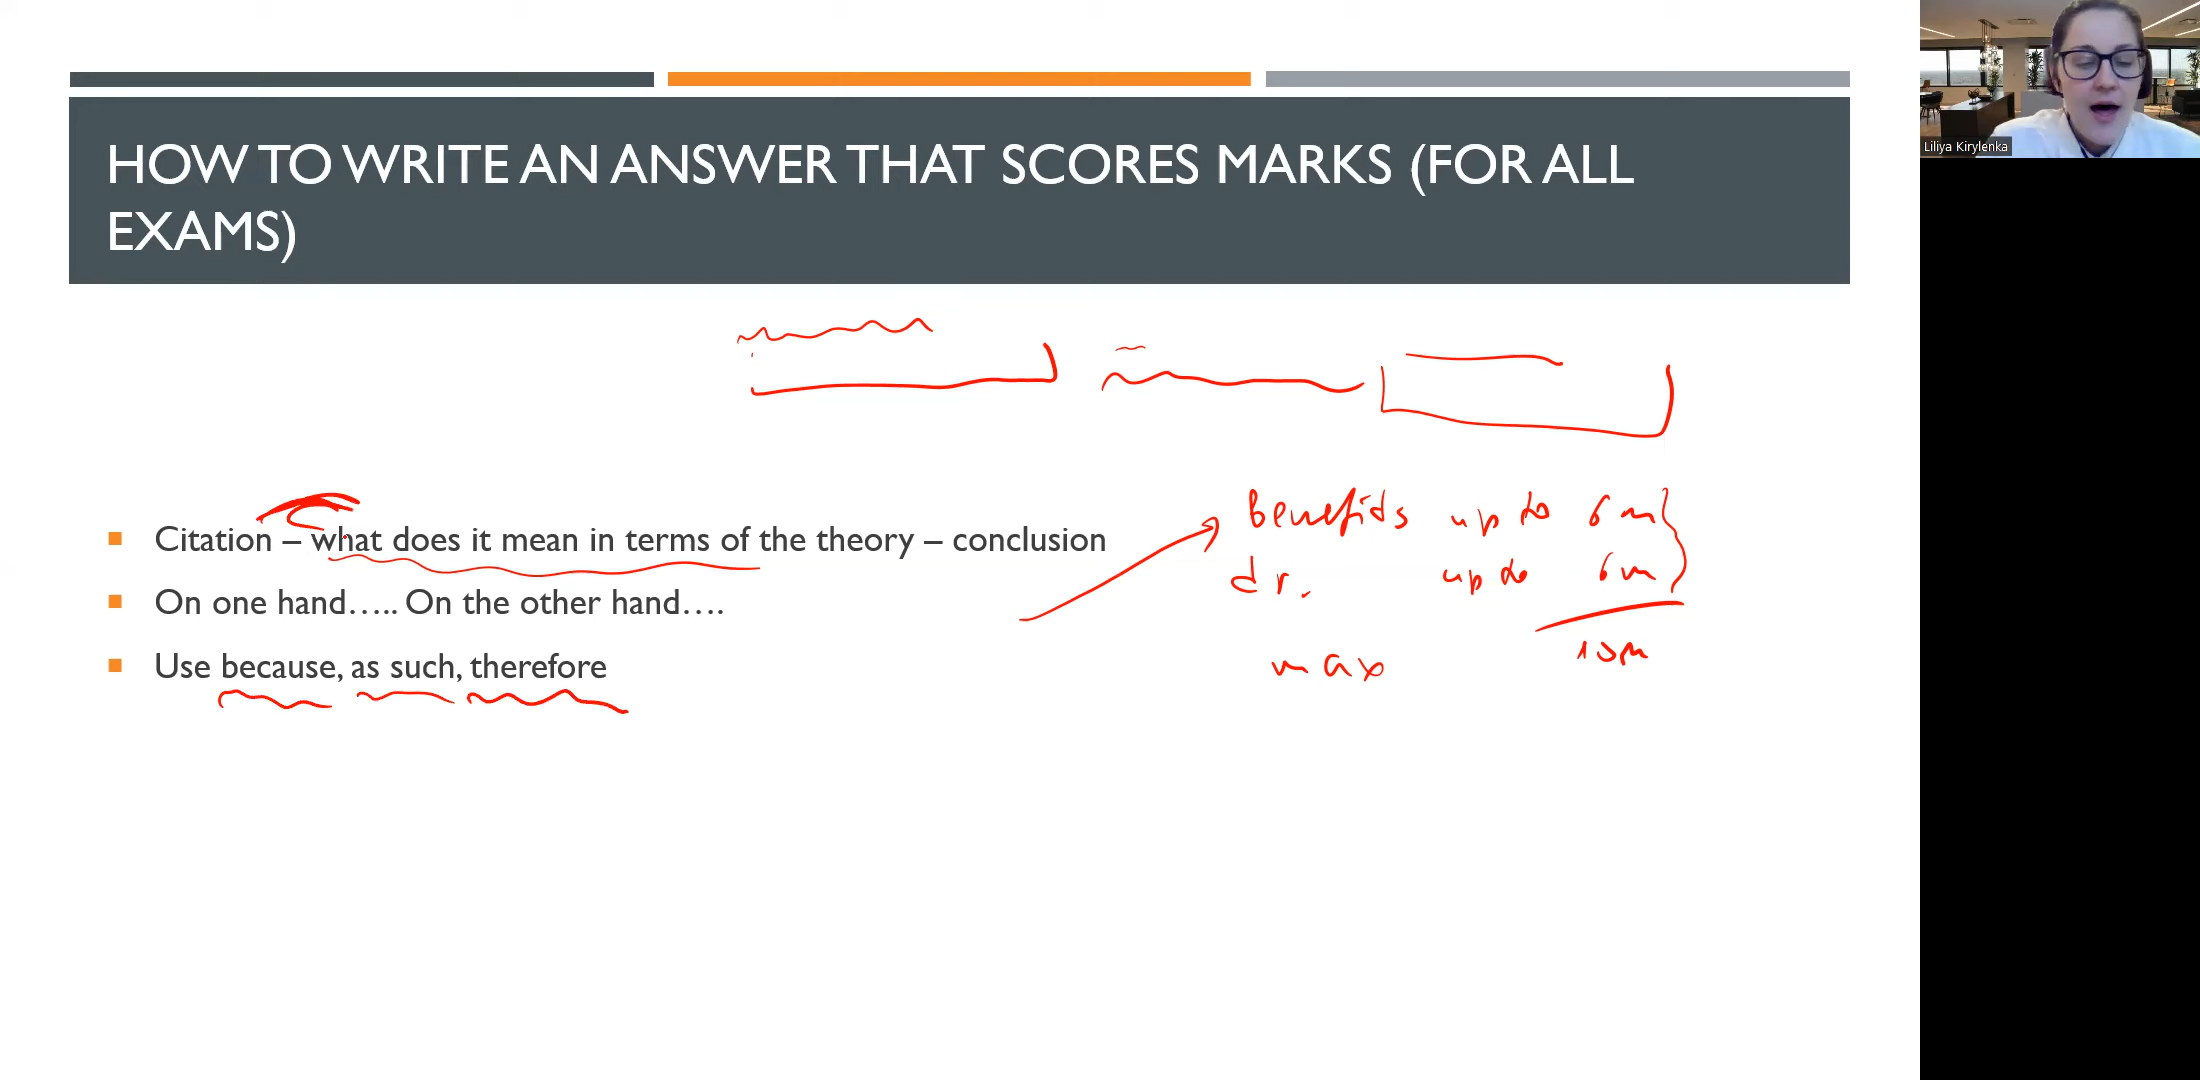 HOW TO WRITE AN ANSWER THAT SCORES MARKS (FOR ALL
EXAMS)
Liliya Kirylenka
Citation – what does it mean in terms of the theory – conclusion
On one hand….. On the other hand….
Use because, as such, therefore
Benefits up to 6m
dr. up to 6m
max 10m